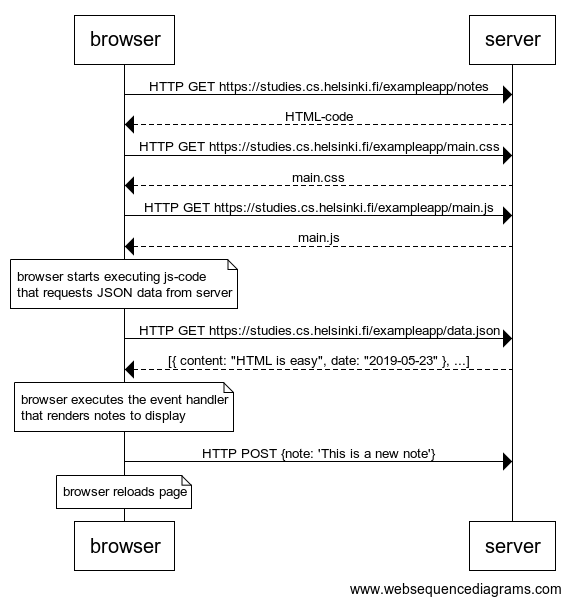 browser
server
HTTP GET https://studies.cs.helsinki.fi/exampleapp/notes
HTML-code
HTTP GET https://studies.cs.helsinki.fi/exampleapp/main.css
main.css
HTTP GET https://studies.cs.helsinki.fi/exampleapp/main.js
main.js
browser starts executing js-code
that requests JSON data from server
HTTP GET https://studies.cs.helsinki.fi/exampleapp/data.json
[{ content: "HTML is easy", date: "2019-05-23" }, ...]
browser executes the event handler
that renders notes to display
HTTP POST {note: 'This is a new note'}
browser reloads page
browser
server
www.websequencediagrams.com